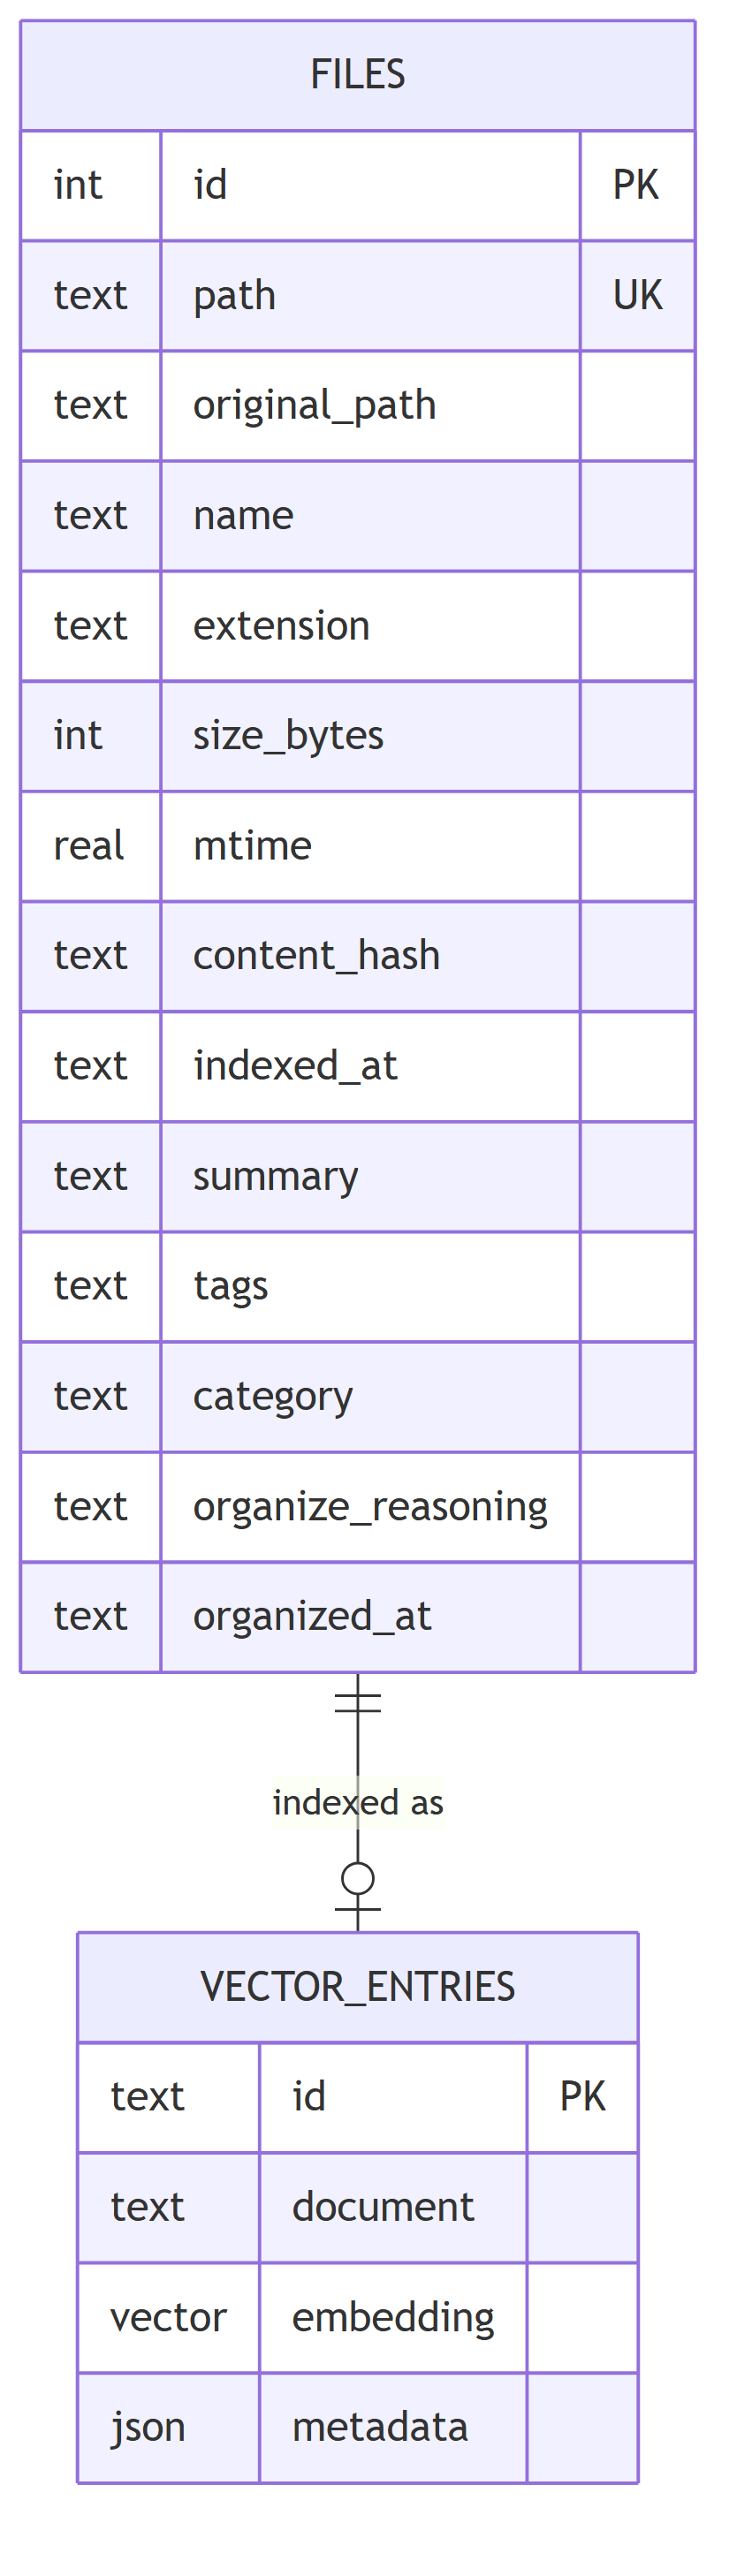 FILES
int id PK
text path UK
text original_path
text name
text extension
int size_bytes
real mtime
text content_hash
text indexed_at
text summary
text tags
text category
text organize_reasoning
text organized_at
indexed as
VECTOR_ENTRIES
text id PK
text document
vector embedding
json metadata